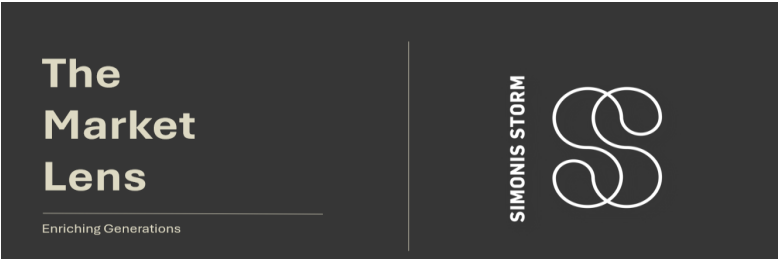 The
Market
Lens
Enriching Generations
SIMONIS STORM